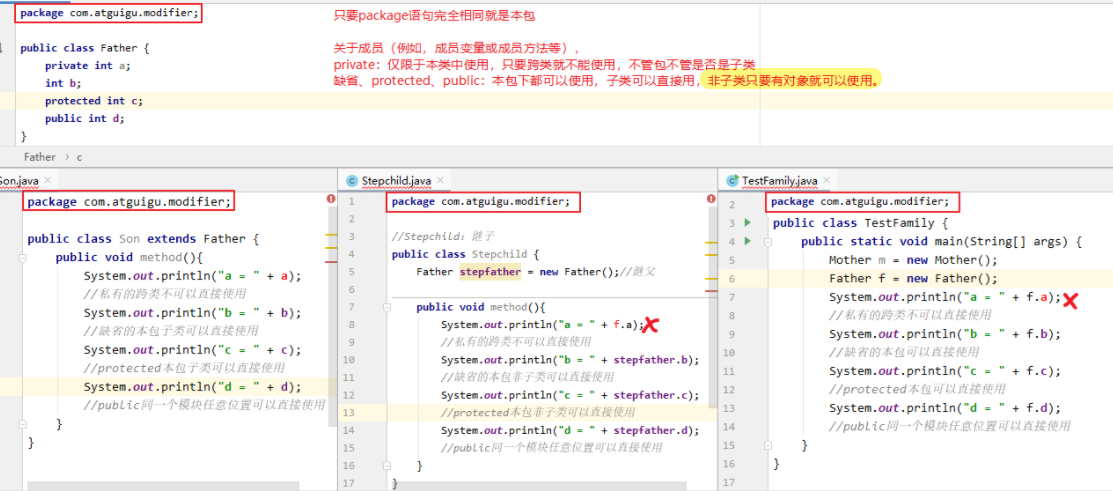 package com.atguigu.modifier;
只要package语句完全相同就是本包
public class Father {
关于成员（例如，成员变量或成员方法等），
private int a;
private：仅限于本类中使用，只要跨类就不能使用，不管包不管是否是子类
int b;
缺省、protected、public：本包下都可以使用，子类可以直接用，非子类只要有对象就可以使用。
protected int c;
public int d;
}
Father > c
Son.java ×
package com.atguigu.modifier;
public class Son extends Father {
public void method(){
System.out.println("a = " + a);
//私有的跨类不可以直接使用
System.out.println("b = " + b);
//缺省的本包子类可以直接使用
System.out.println("c = " + c);
//protected本包子类可以直接使用
System.out.println("d = " + d);
//public同一个模块任意位置可以直接使用
}
}
Stepchild.java ×
1 package com.atguigu.modifier;
2
3 //Stepchild：继子
4 public class Stepchild {
5 Father stepfather = new Father();//继父
6
7 public void method(){
8 System.out.println("a = " + f.a);
9 //私有的跨类不可以直接使用
10 System.out.println("b = " + stepfather.b);
11 //缺省的本包非子类可以直接使用
12 System.out.println("c = " + stepfather.c);
13 //protected本包非子类可以直接使用
14 System.out.println("d = " + stepfather.d);
15 //public同一个模块任意位置可以直接使用
16 }
17 }
TestFamily.java ×
2 package com.atguigu.modifier;
3 public class TestFamily {
4 public static void main(String[] args) {
5 Mother m = new Mother();
6 Father f = new Father();
7 System.out.println("a = " + f.a);
8 //私有的跨类不可以直接使用
9 System.out.println("b = " + f.b);
10 //缺省的本包可以直接使用
11 System.out.println("c = " + f.c);
12 //protected本包可以直接使用
13 System.out.println("d = " + f.d);
14 //public同一个模块任意位置可以直接使用
15 }
16 }
17